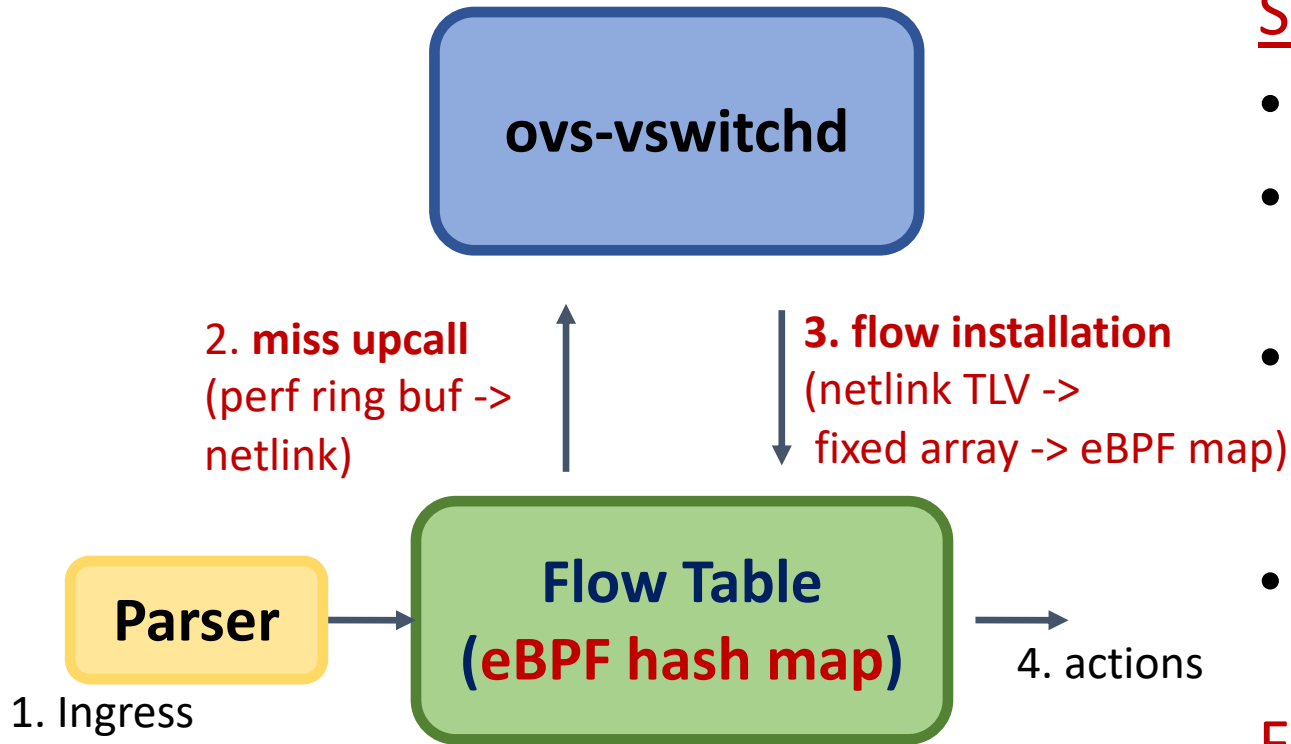 ovs-vswitchd
2. miss upcall
(perf ring buf ->
netlink)
3. flow installation
(netlink TLV ->
fixed array -> eBPF map)
Parser
1. Ingress
Flow Table
(eBPF hash map)
4. actions
S